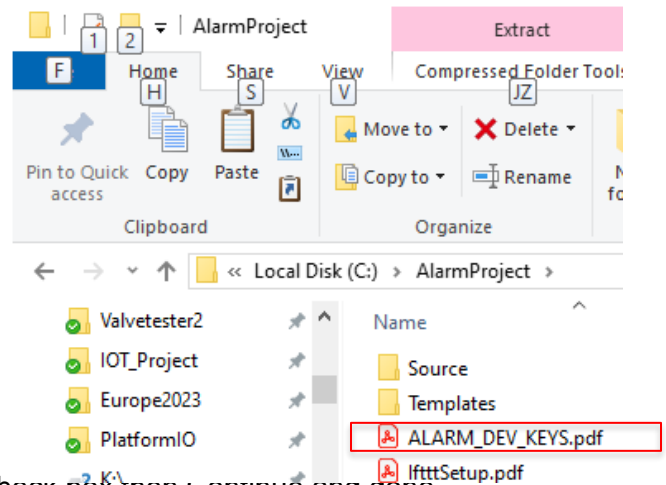 AlarmProject
Extract
1
2
F
Home
Share
View
Compressed Folder Tools
H
S
V
JZ
Pin to Quick access
Copy
Paste
W...
Move to
Copy to
Delete
Rename
Clipboard
Organize
« Local Disk (C:) > AlarmProject >
Valvetester2
IOT_Project
Europe2023
PlatformIO
K:\
Name
Source
Templates
ALARM_DEV_KEYS.pdf
IftttSetup.pdf